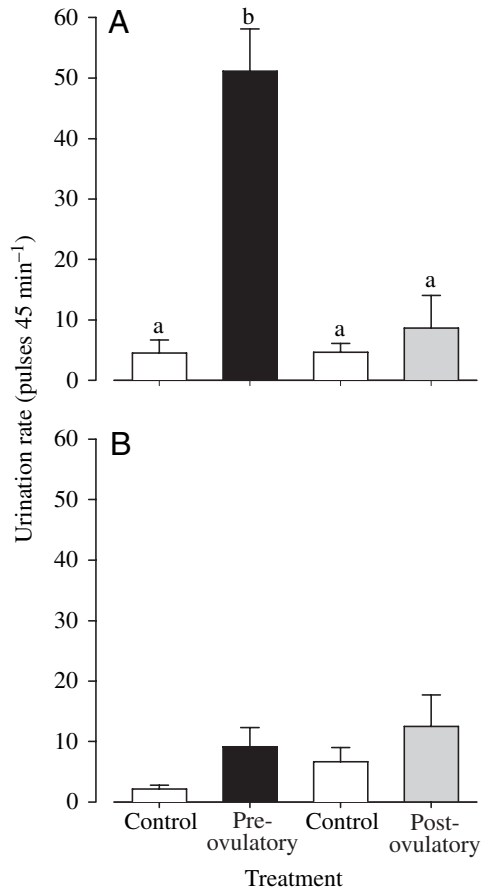 A
60
50
40
30
20
10
0
a
b
a
a
Urination rate (pulses 45 min⁻¹)
B
60
50
40
30
20
10
0
Control
Pre-
ovulatory
Control
Post-
ovulatory
Treatment